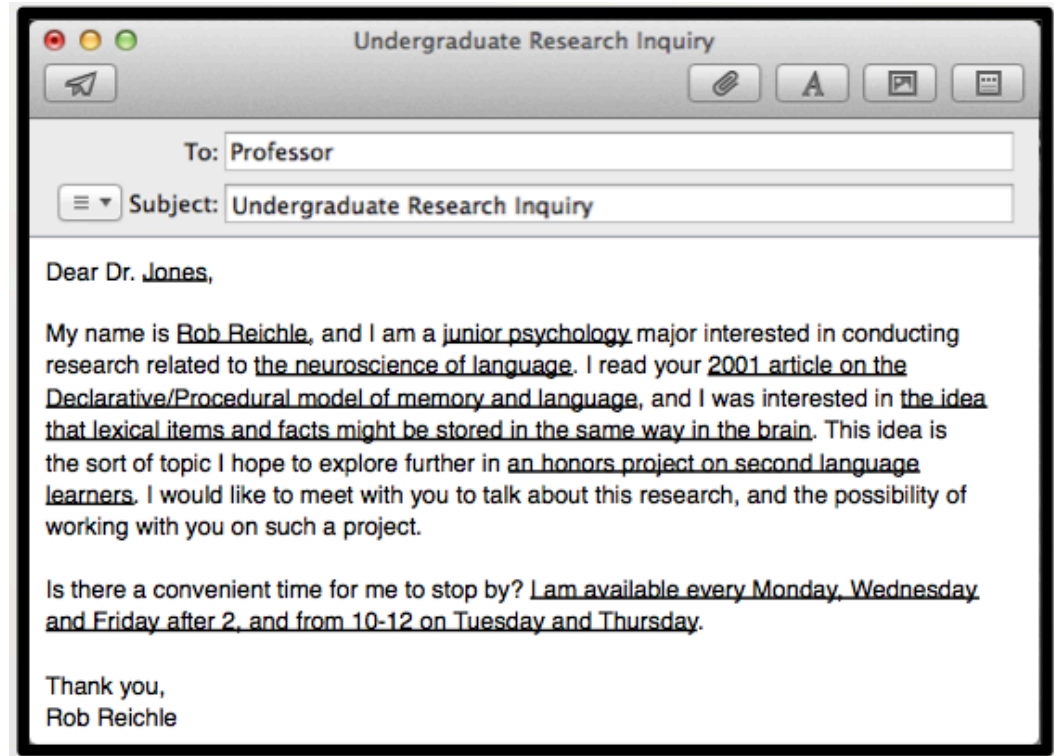 Undergraduate Research Inquiry
To: Professor
Subject: Undergraduate Research Inquiry
Dear Dr. Jones,
My name is Rob Reichle, and I am a junior psychology major interested in conducting
research related to the neuroscience of language. I read your 2001 article on the
Declarative/Procedural model of memory and language, and I was interested in the idea
that lexical items and facts might be stored in the same way in the brain. This idea is
the sort of topic I hope to explore further in an honors project on second language
learners. I would like to meet with you to talk about this research, and the possibility of
working with you on such a project.
Is there a convenient time for me to stop by? I am available every Monday, Wednesday
and Friday after 2, and from 10-12 on Tuesday and Thursday.
Thank you,
Rob Reichle